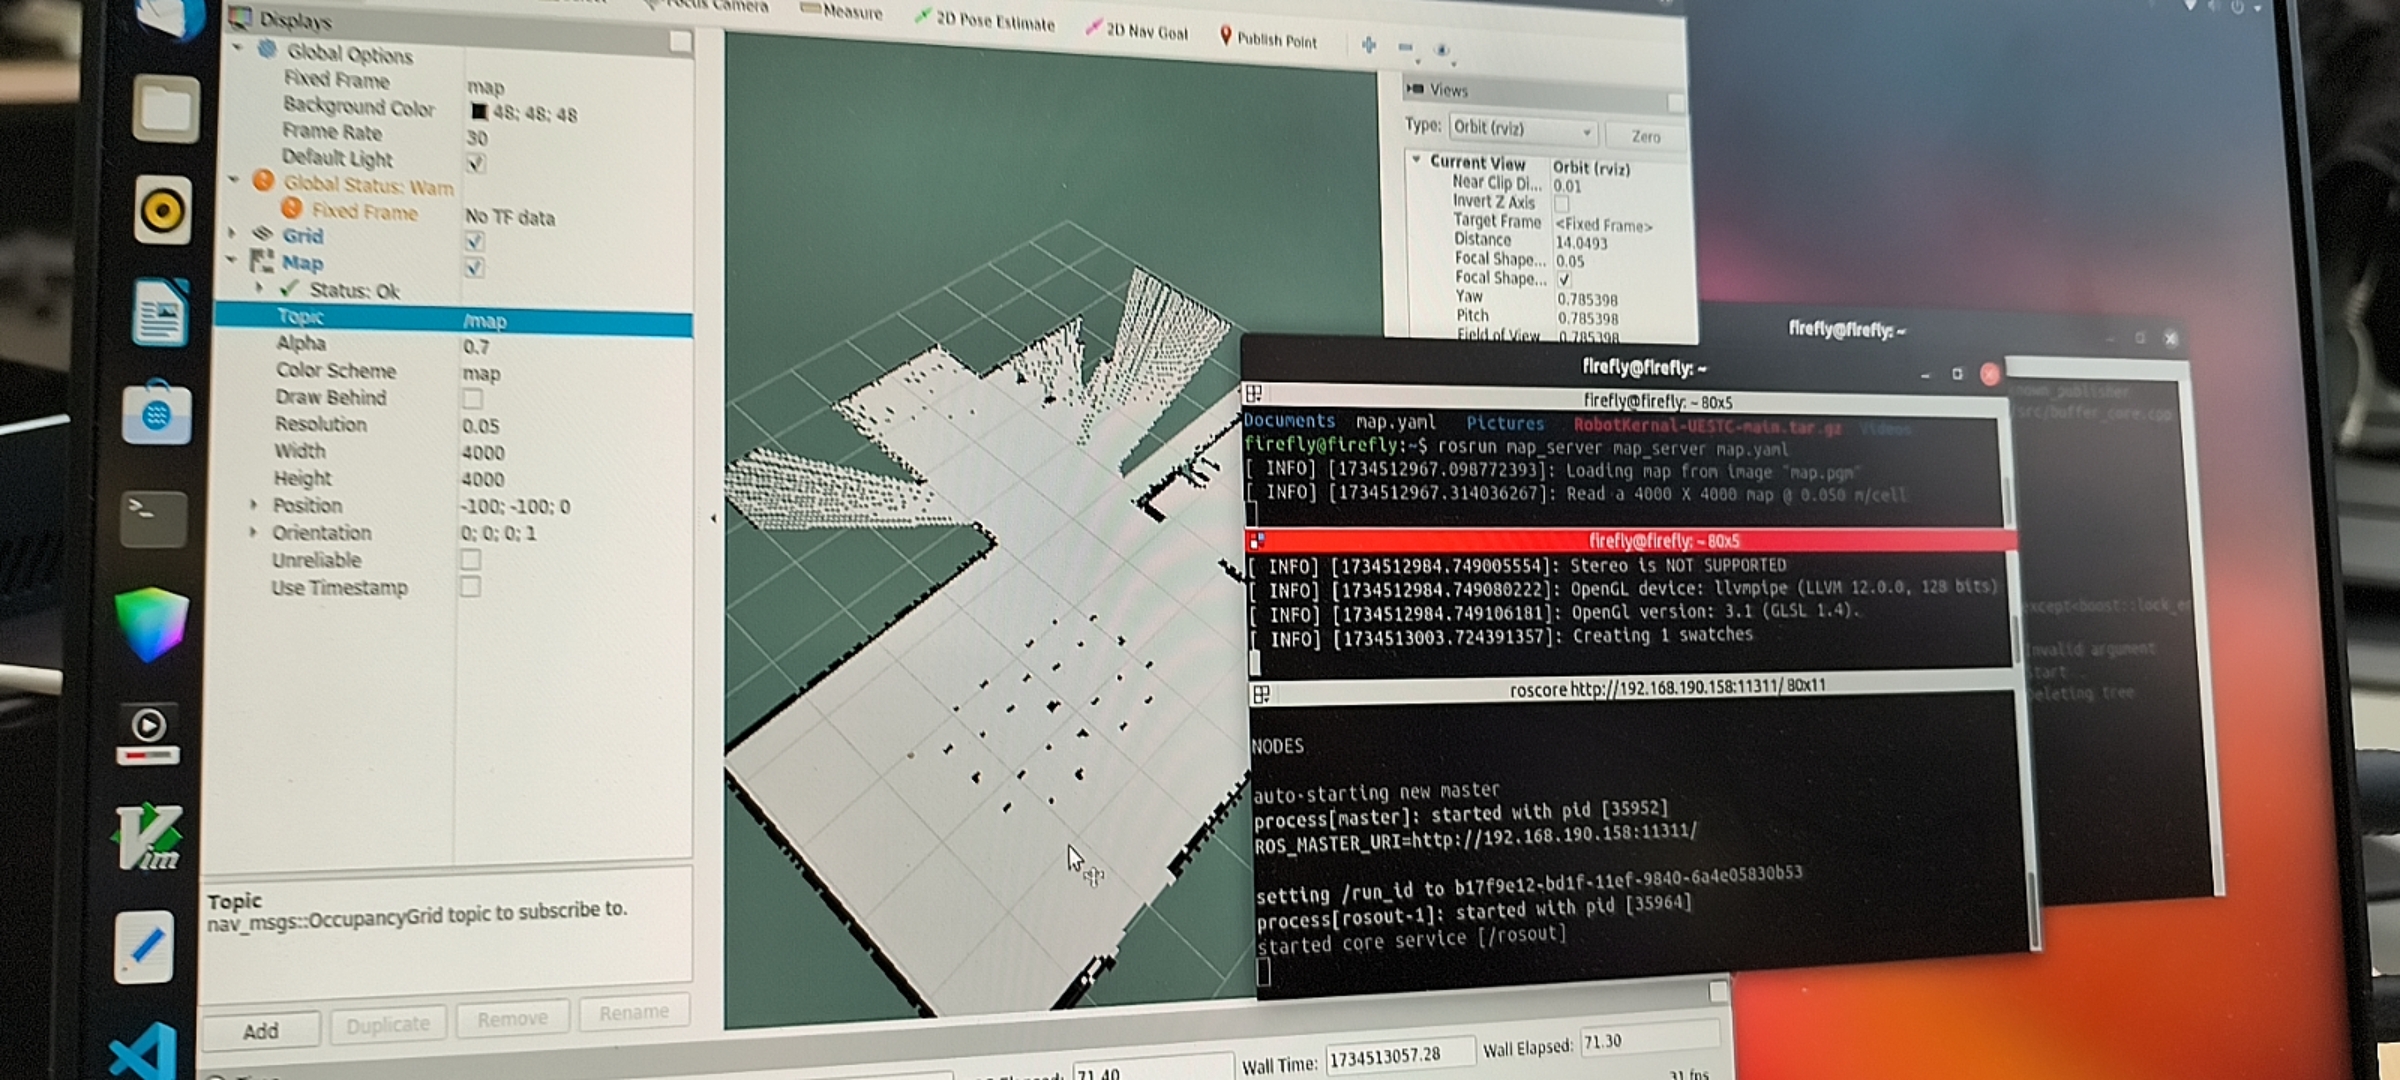 Displays
Global Options
Fixed Frame map
Background Color 48; 48; 48
Frame Rate 30
Default Light
Global Status: Warn
Fixed Frame No TF data
Grid
Map
Status: Ok
Topic /map
Alpha 0.7
Color Scheme map
Draw Behind
Resolution 0.05
Width 4000
Height 4000
Position -100; -100; 0
Orientation 0; 0; 0; 1
Unreliable
Use Timestamp
Topic
nav_msgs::OccupancyGrid topic to subscribe to.
Add Duplicate Remove Rename
Focus Camera Measure 2D Pose Estimate 2D Nav Goal Publish Point
Views
Type: Orbit (rviz) Zero
Current View Orbit (rviz)
Near Clip Di... 0.01
Invert Z Axis
Target Frame <Fixed Frame>
Distance 14.0493
Focal Shape... 0.05
Focal Shape...
Yaw 0.785398
Pitch 0.785398
Field of View 0.785398
firefly@firefly: ~
firefly@firefly: ~
firefly@firefly: ~ 80x5
Documents map.yaml Pictures RobotKernal-UESTC-main.tar.gz Videos
firefly@firefly:~$ rosrun map_server map_server map.yaml
[ INFO] [1734512967.098772393]: Loading map from image "map.pgm"
[ INFO] [1734512967.314036267]: Read a 4000 X 4000 map @ 0.050 m/cell
firefly@firefly: ~ 80x5
[ INFO] [1734512984.749005554]: Stereo is NOT SUPPORTED
[ INFO] [1734512984.749080222]: OpenGL device: llvmpipe (LLVM 12.0.0, 128 bits)
[ INFO] [1734512984.749106181]: OpenGl version: 3.1 (GLSL 1.4).
[ INFO] [1734513003.724391357]: Creating 1 swatches
roscore http://192.168.190.158:11311/ 80x11
NODES
auto-starting new master
process[master]: started with pid [35952]
ROS_MASTER_URI=http://192.168.190.158:11311/
setting /run_id to b17f9e12-bd1f-11ef-9840-6a4e05830b53
process[rosout-1]: started with pid [35964]
started core service [/rosout]
/src/buffer_core.cpp
except<boost::lock_e
argument
start
tree
71.40 Wall Time: 1734513057.28 Wall Elapsed: 71.30
31 fps
Vim